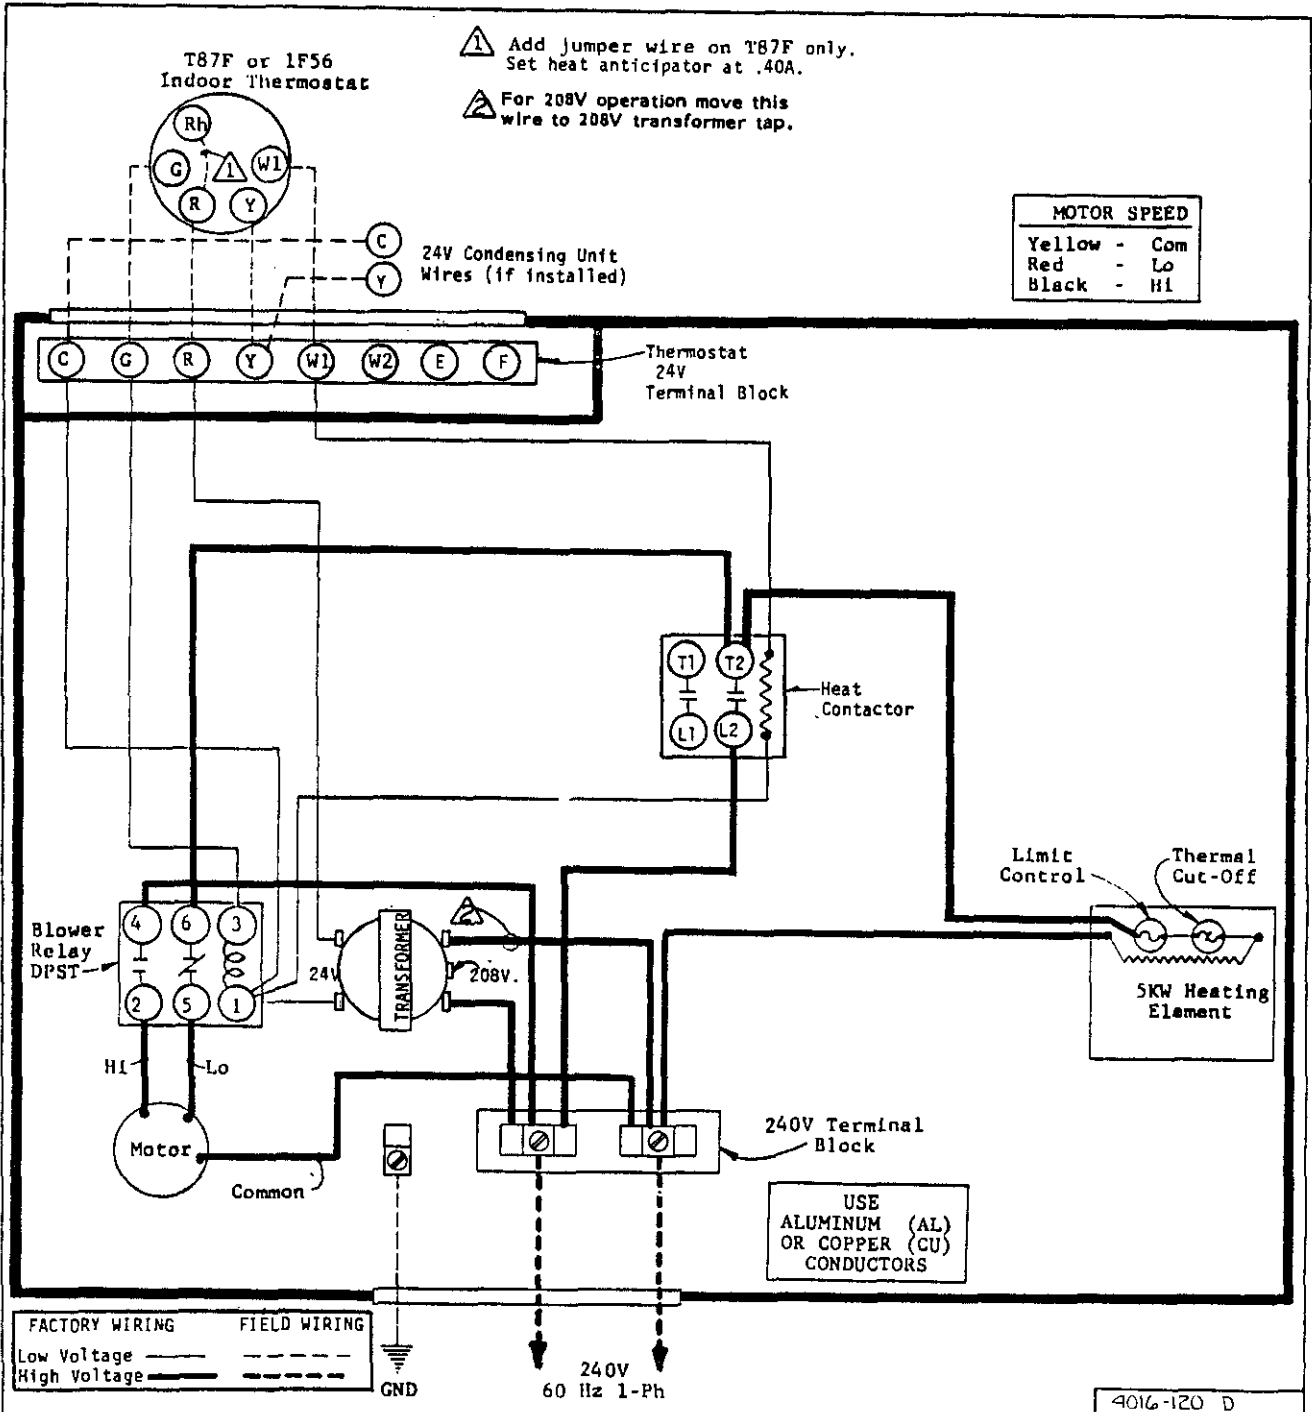 T87F or 1F56
Indoor Thermostat
1 Add jumper wire on T87F only.
Set heat anticipator at .40A.
2 For 208V operation move this
wire to 208V transformer tap.
Rh
G
1
W1
R
Y
C
Y
24V Condensing Unit
Wires (if installed)
MOTOR SPEED
Yellow - Com
Red - Lo
Black - Hi
C G R Y W1 W2 E F
Thermostat
24V
Terminal Block
T1 T2
L1 L2
Heat
Contactor
Limit
Control
Thermal
Cut-Off
5KW Heating
Element
Blower
Relay
DPST
4 6 3
2 5 1
24V
TRANSFORMER
2
208V.
Hi
Lo
Motor
Common
240V Terminal
Block
USE
ALUMINUM (AL)
OR COPPER (CU)
CONDUCTORS
FACTORY WIRING FIELD WIRING
Low Voltage
High Voltage
GND
240V
60 Hz 1-Ph
4016-120 D